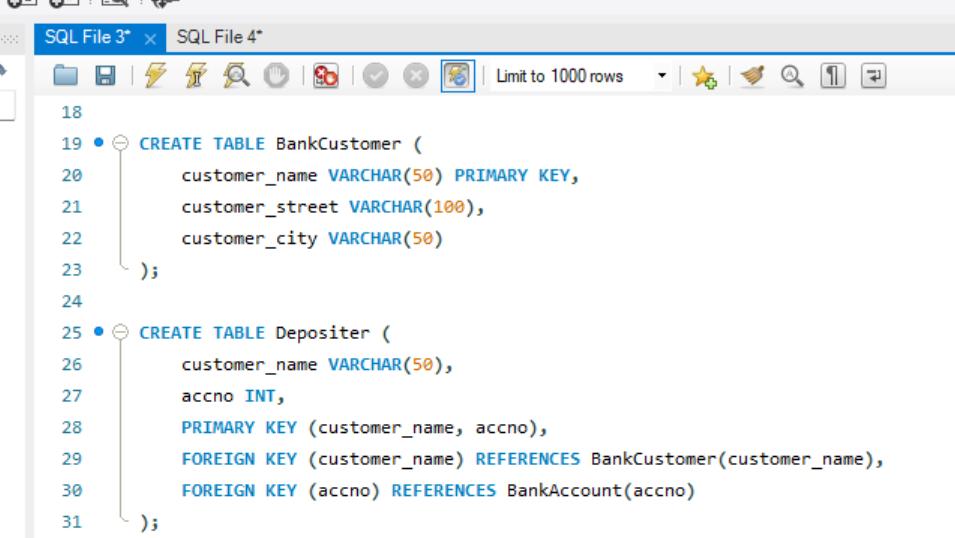 SQL File 3* × SQL File 4*
Limit to 1000 rows
18
19 CREATE TABLE BankCustomer (
20 customer_name VARCHAR(50) PRIMARY KEY,
21 customer_street VARCHAR(100),
22 customer_city VARCHAR(50)
23 );
24
25 CREATE TABLE Depositer (
26 customer_name VARCHAR(50),
27 accno INT,
28 PRIMARY KEY (customer_name, accno),
29 FOREIGN KEY (customer_name) REFERENCES BankCustomer(customer_name),
30 FOREIGN KEY (accno) REFERENCES BankAccount(accno)
31 );